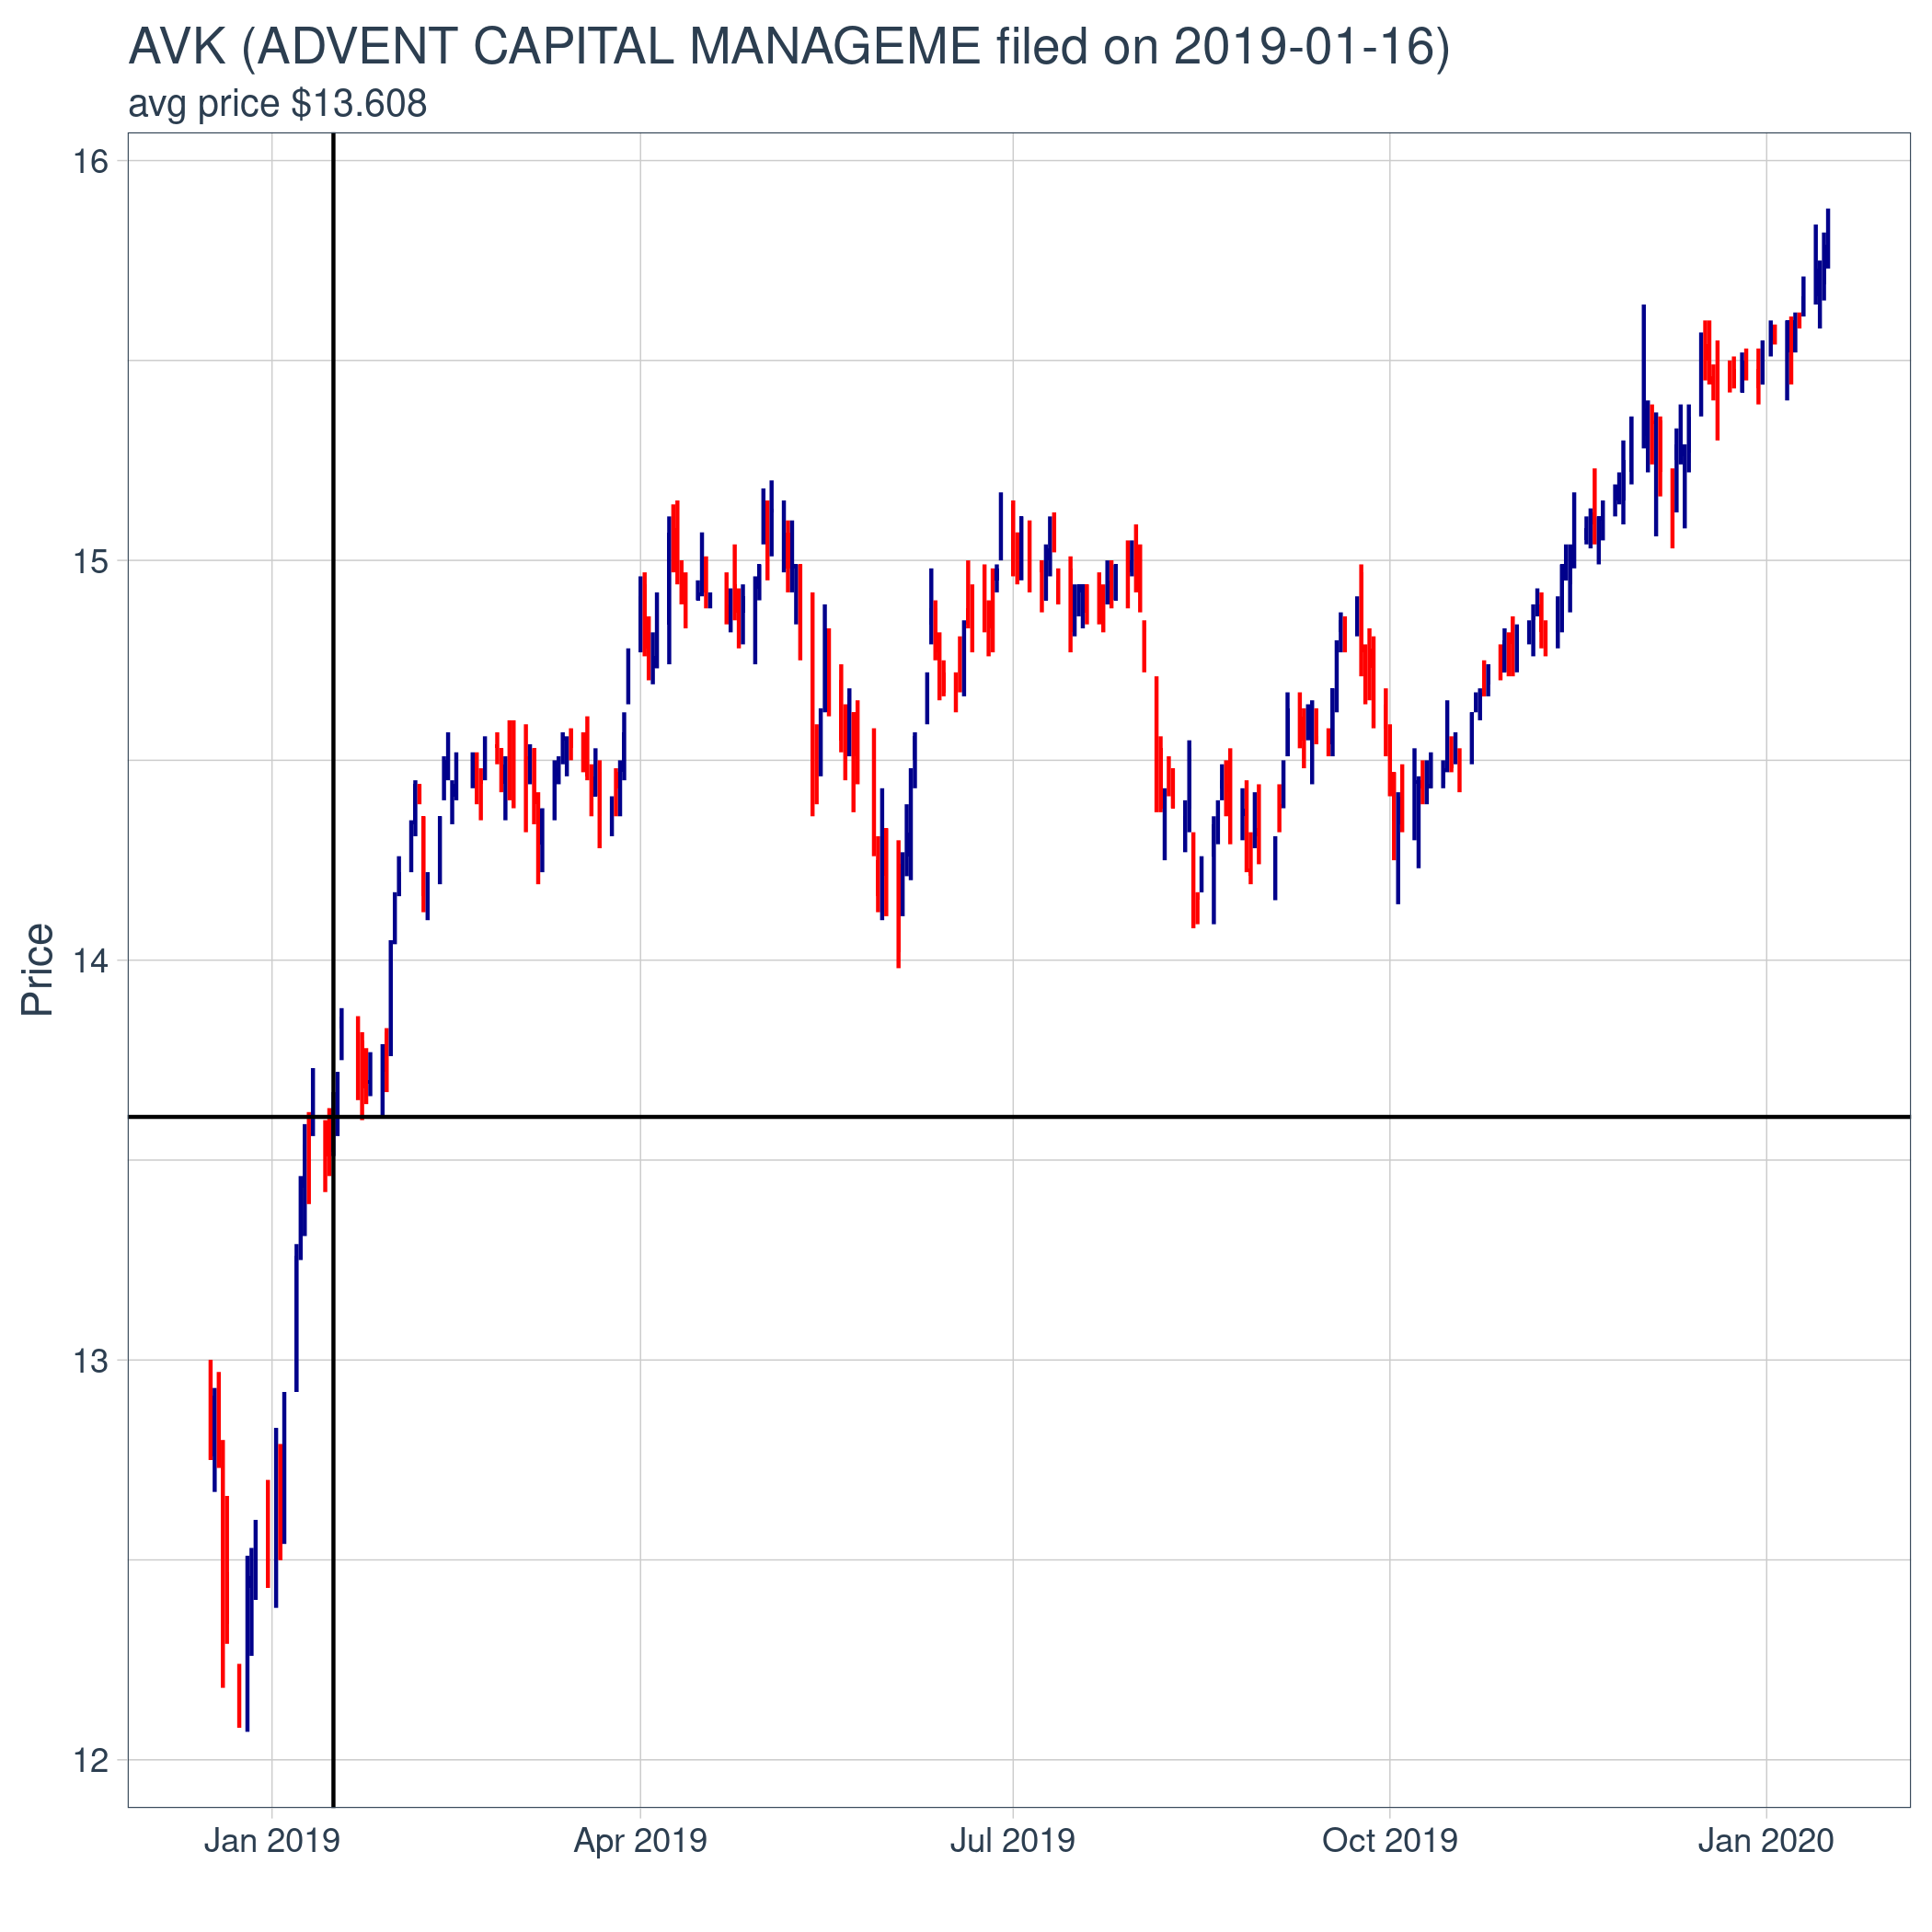 AVK (ADVENT CAPITAL MANAGEME filed on 2019-01-16)
avg price $13.608
16
15
14
13
12
Price
Jan 2019
Apr 2019
Jul 2019
Oct 2019
Jan 2020